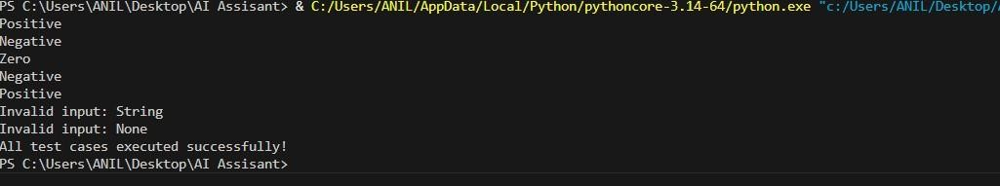 PS C:\Users\ANIL\Desktop\AI Assisant> & C:/Users/ANIL/AppData/Local/Python/pythoncore-3.14-64/python.exe "c:/Users/ANIL/Desktop/
Positive
Negative
Zero
Negative
Positive
Invalid input: String
Invalid input: None
All test cases executed successfully!
PS C:\Users\ANIL\Desktop\AI Assisant>